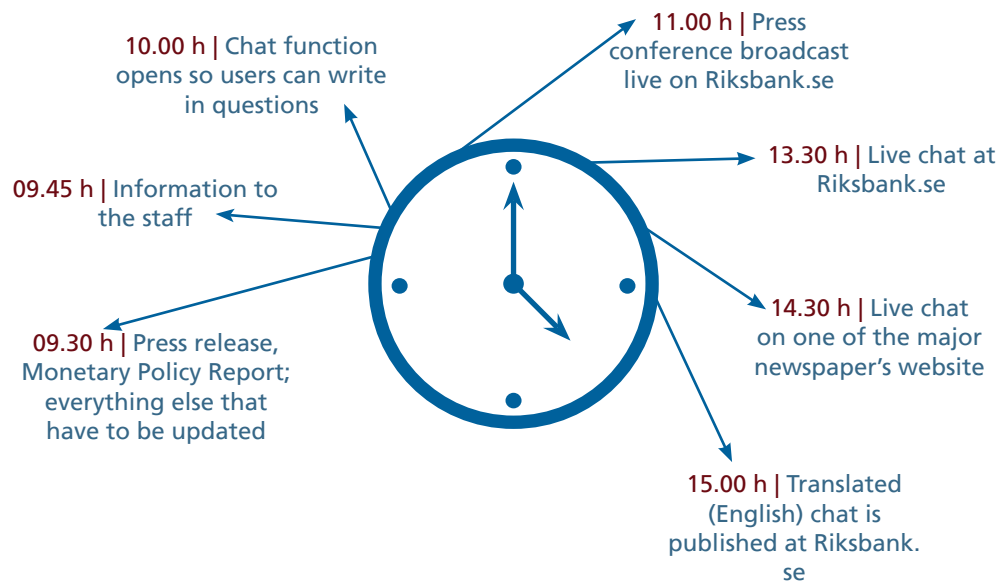 09.30 h | Press release,
Monetary Policy Report;
everything else that
have to be updated
09.45 h | Information to
the staff
10.00 h | Chat function
opens so users can write
in questions
11.00 h | Press
conference broadcast
live on Riksbank.se
13.30 h | Live chat at
Riksbank.se
14.30 h | Live chat
on one of the major
newspaper’s website
15.00 h | Translated
(English) chat is
published at Riksbank.
se